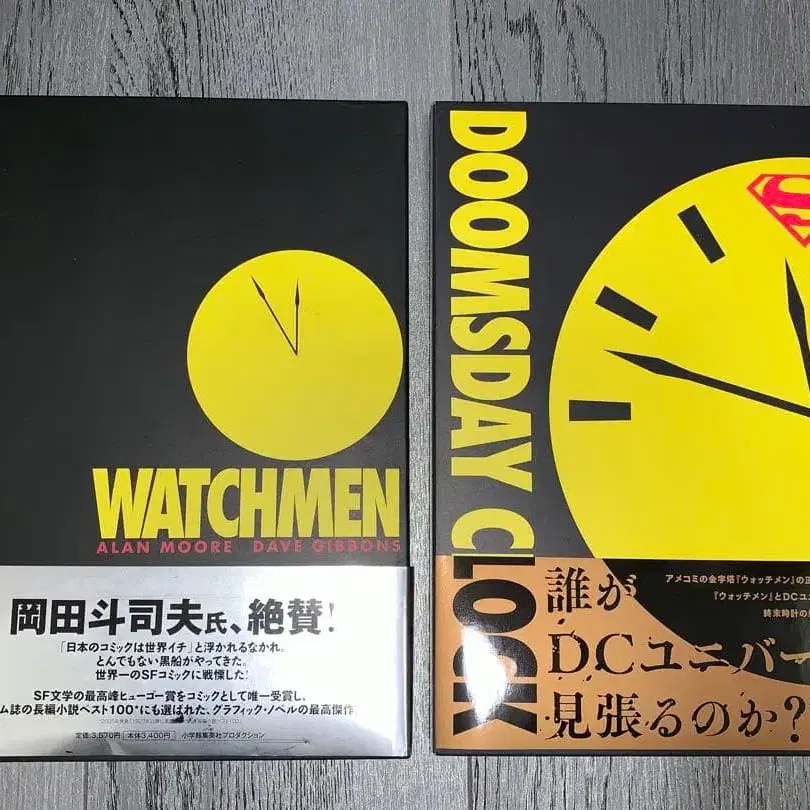 WATCHMEN
ALAN MOORE DAVE GIBBONS
岡田斗司夫氏、絶賛!
「日本のコミックは世界イチ」と浮かれるなかれ。
とんでもない黒船がやってきた。
世界一のSFコミックに戦慄した!
SF文学の最高峰ヒューゴー賞をコミックとして唯一受賞し、
ム誌の長編小説ベスト100*にも選ばれた、グラフィック・ノベルの最高傑作
定価 3,570円 本体3,400円 小学館集英社プロダクション
DOOMSDAY CLOCK
S
アメコミの金字塔『ウォッチメン』の正
『ウォッチメン』とDCユニ
終末時計の
誰が
DCユニバー
見張るのか?